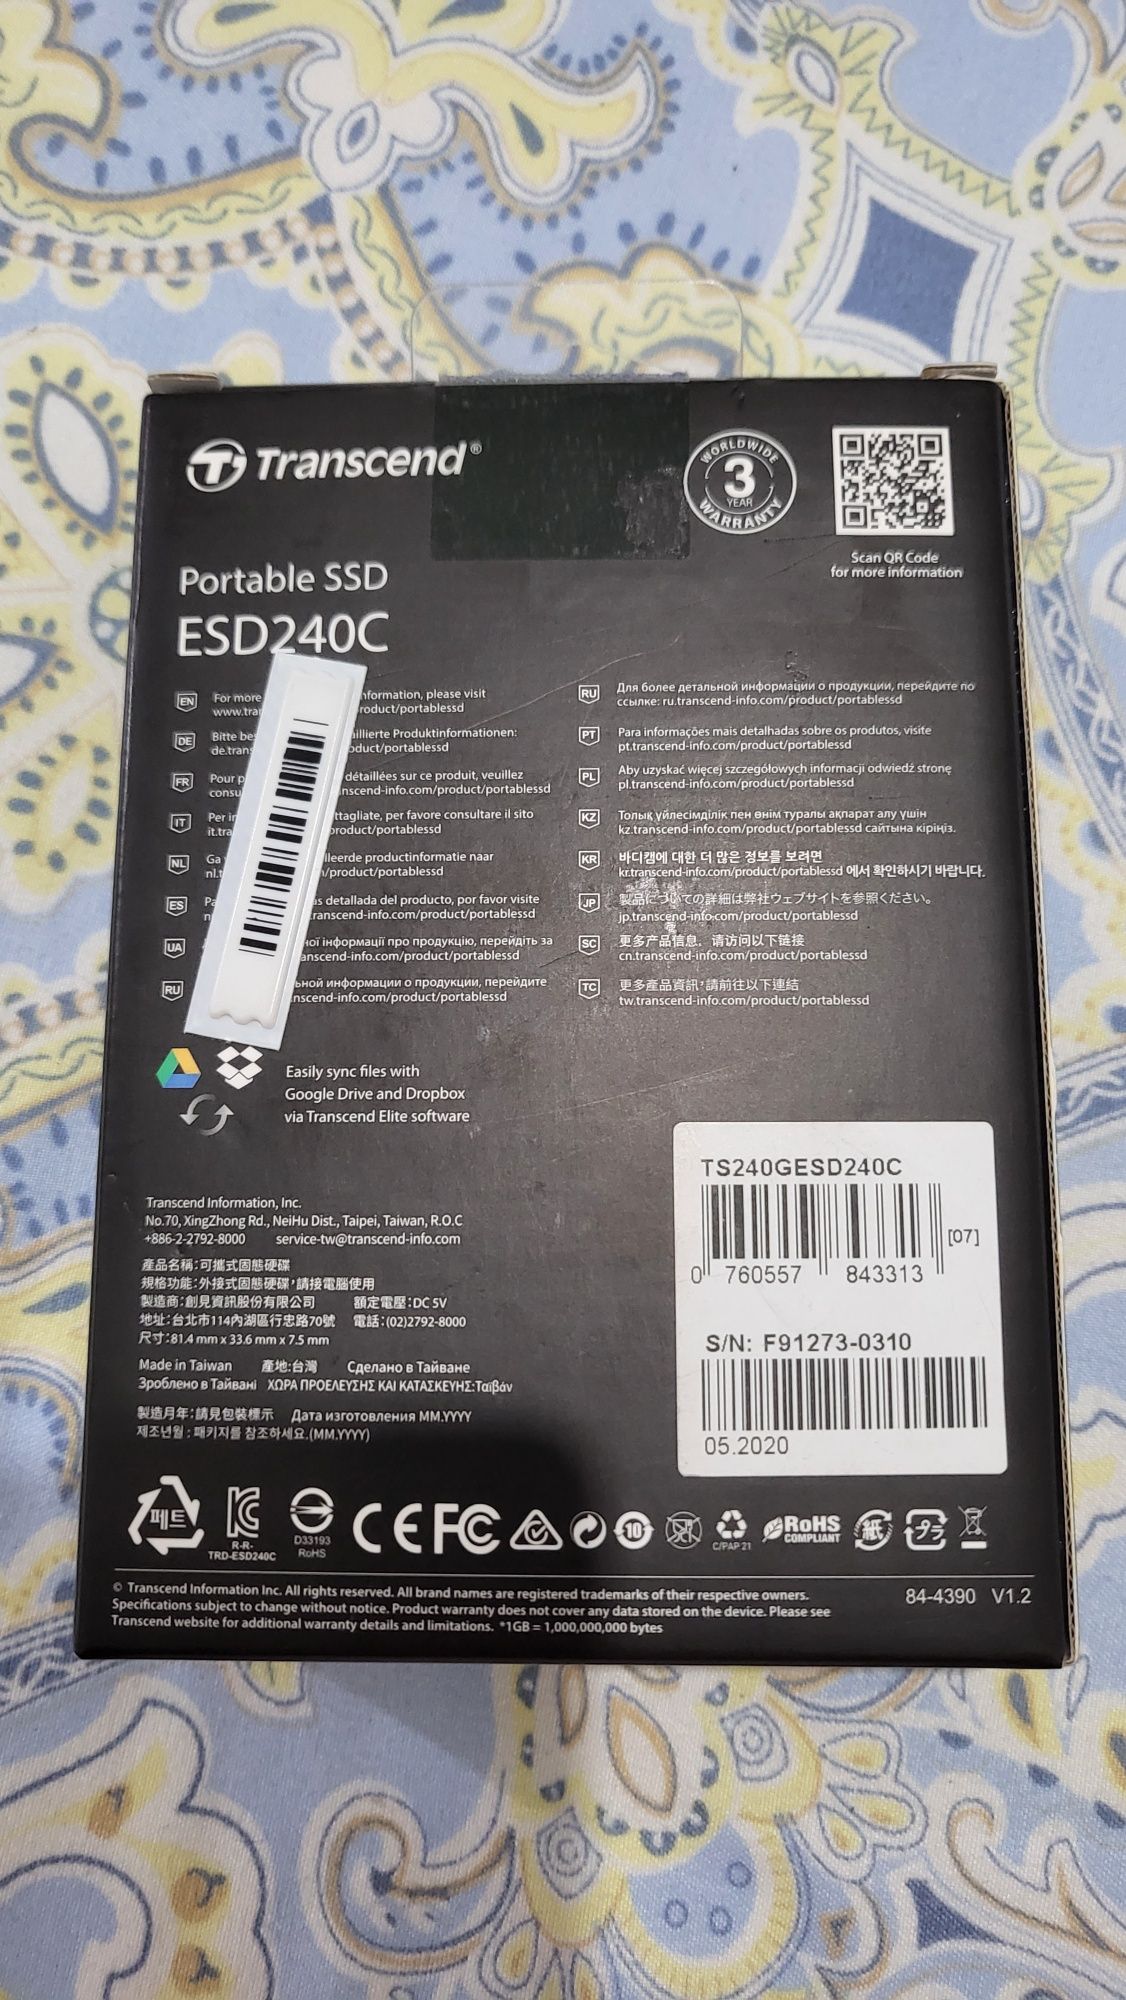 Transcend®
WORLDWIDE
3
YEAR
WARRANTY
Scan QR Code
for more information
Portable SSD
ESD240C
EN For more nformation, please visit
www.tra roduct/portablessd
DE Bitte be aillierte Produktinformationen:
de.trans oduct/portablessd
FR Pour p détaillées sur ce produit, veuillez
consu nscend-info.com/product/portablessd
IT Per in ttagliate, per favore consultare il sito
it.tra product/portablessd
NL Ga lleerde productinformatie naar
nl.t /product/portablessd
ES Pa s detallada del producto, por favor visite
ranscend-info.com/product/portablessd
UA ної інформації про продукцію, перейдіть за
anscend-info.com/product/portablessd
RU ьной информации о продукции, перейдите
nscend-info.com/product/portablessd
RU Для более детальной информации о продукции, перейдите по
ссылке: ru.transcend-info.com/product/portablessd
PT Para informações mais detalhadas sobre os produtos, visite
pt.transcend-info.com/product/portablessd
PL Aby uzyskać więcej szczegółowych informacji odwiedź stronę
pl.transcend-info.com/product/portablessd
KZ Толық үйлесімділік пен өнім туралы ақпарат алу үшін
kz.transcend-info.com/product/portablessd сайтына кіріңіз.
KR 바디캠에 대한 더 많은 정보를 보려면
kr.transcend-info.com/product/portablessd 에서 확인하시기 바랍니다.
JP 製品についての詳細は弊社ウェブサイトを参照ください。
jp.transcend-info.com/product/portablessd
SC 更多产品信息，请访问以下链接
cn.transcend-info.com/product/portablessd
TC 更多產品資訊，請前往以下連結
tw.transcend-info.com/product/portablessd
Easily sync files with
Google Drive and Dropbox
via Transcend Elite software
Transcend Information, Inc.
No.70, XingZhong Rd., NeiHu Dist., Taipei, Taiwan, R.O.C
+886-2-2792-8000 service-tw@transcend-info.com
產品名稱：可攜式固態硬碟
規格功能：外接式固態硬碟，請接電腦使用
製造商：創見資訊股份有限公司 額定電壓：DC 5V
地址：台北市114內湖區行忠路70號 電話：(02)2792-8000
尺寸：81.4 mm x 33.6 mm x 7.5 mm
Made in Taiwan 產地:台灣 Сделано в Тайване
Зроблено в Тайвані ΧΩΡΑ ΠΡΟΕΛΕΥΣΗΣ ΚΑΙ ΚΑΤΑΣΚΕΥΗΣ:Ταϊβάν
製造月年：請見包裝標示 Дата изготовления MM.YYYY
제조년월 : 패키지를 참조하세요.(MM.YYYY)
TS240GESD240C
[07]
0 760557 843313
S/N: F91273-0310
05.2020
페트
R-R-
TRD-ESD240C
D33193
RoHS
CE FC
10
C/PAP 21
RoHS
COMPLIANT
紙
プラ
© Transcend Information Inc. All rights reserved. All brand names are registered trademarks of their respective owners.
Specifications subject to change without notice. Product warranty does not cover any data stored on the device. Please see
Transcend website for additional warranty details and limitations. *1GB = 1,000,000,000 bytes
84-4390 V1.2